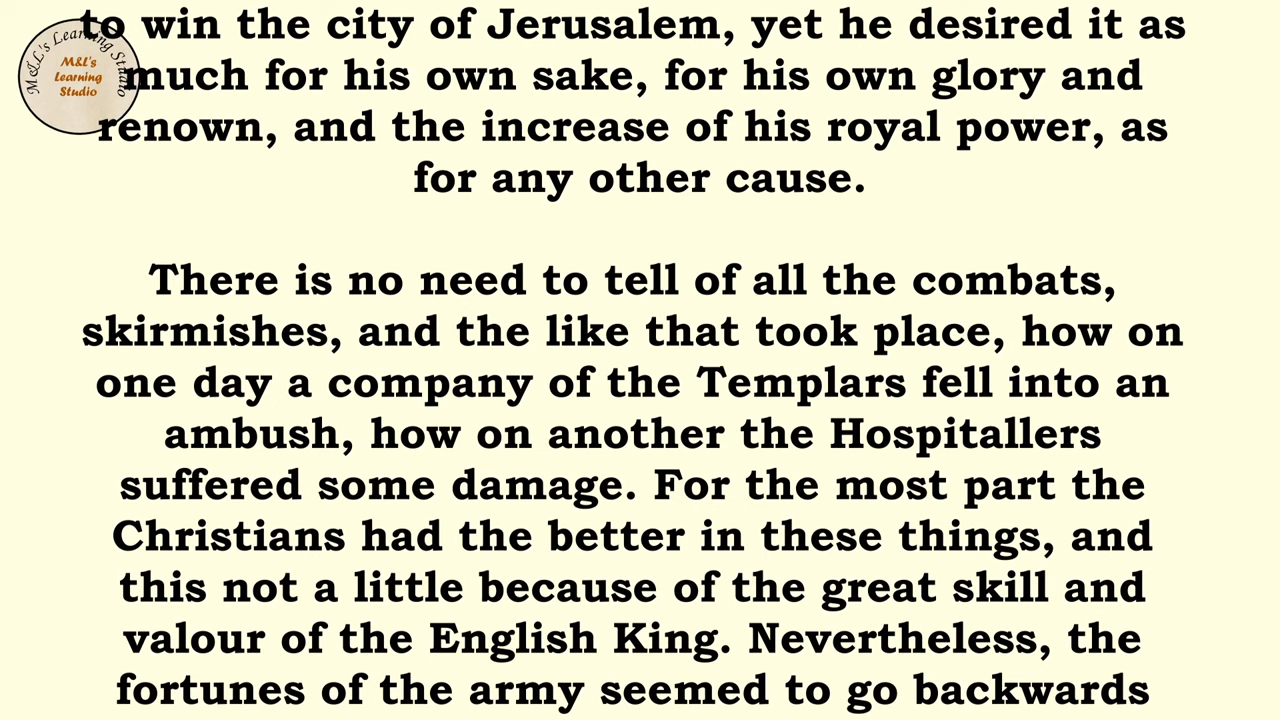 to win the city of Jerusalem, yet he desired it as
much for his own sake, for his own glory and
renown, and the increase of his royal power, as
for any other cause.
There is no need to tell of all the combats,
skirmishes, and the like that took place, how on
one day a company of the Templars fell into an
ambush, how on another the Hospitallers
suffered some damage. For the most part the
Christians had the better in these things, and
this not a little because of the great skill and
valour of the English King. Nevertheless, the
fortunes of the army seemed to go backwards
M&L's Learning Studio
M&L's
Learning
Studio